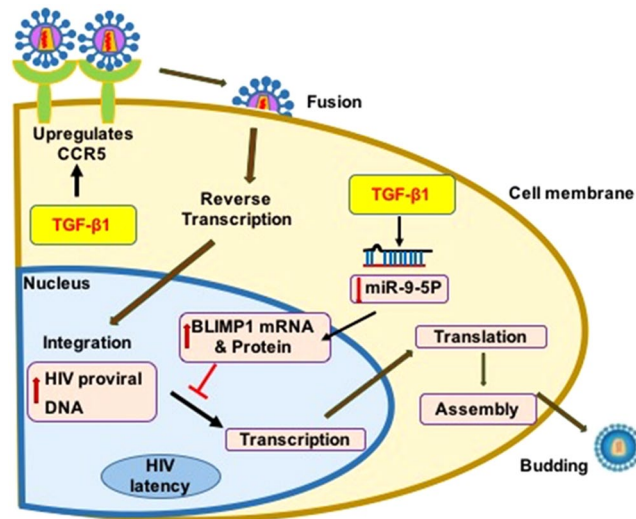 Fusion
Upregulates
CCR5
TGF-β1
Reverse
Transcription
TGF-β1
Cell membrane
miR-9-5P
Nucleus
BLIMP1 mRNA
& Protein
Integration
HIV proviral
DNA
Transcription
Translation
Assembly
HIV
latency
Budding